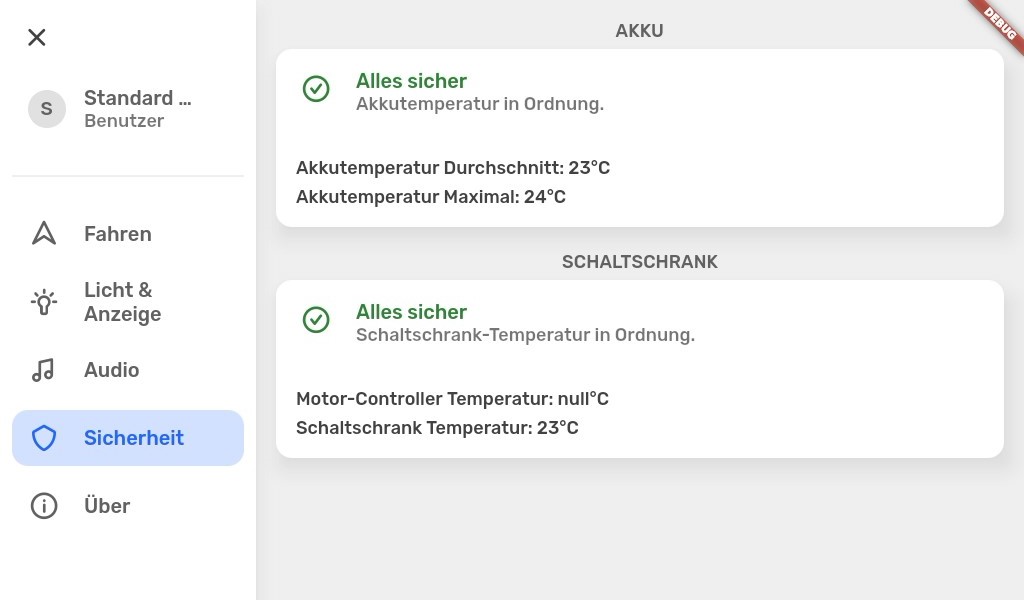 Standard ...
Benutzer
Fahren
Licht &
Anzeige
Audio
Sicherheit
Über
AKKU
Alles sicher
Akkutemperatur in Ordnung.
Akkutemperatur Durchschnitt: 23°C
Akkutemperatur Maximal: 24°C
SCHALTSCHRANK
Alles sicher
Schaltschrank-Temperatur in Ordnung.
Motor-Controller Temperatur: null°C
Schaltschrank Temperatur: 23°C
S
DEBUG